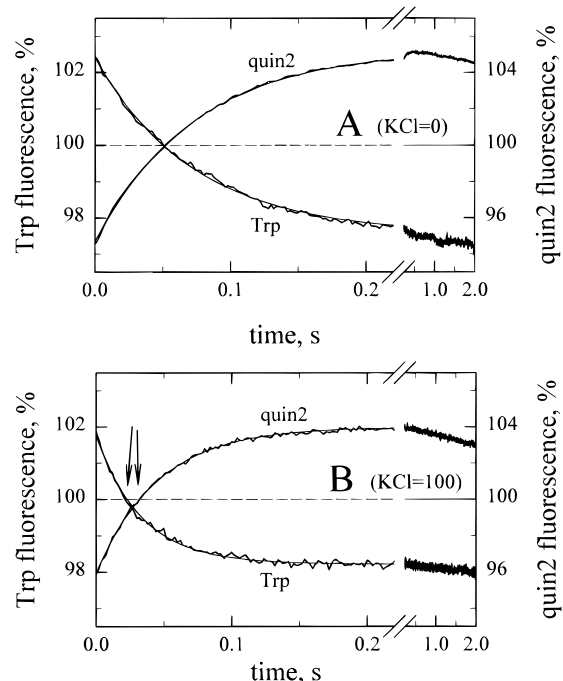 Trp fluorescence, %
quin2 fluorescence, %
102
100
98
104
100
96
quin2
A (KCl=0)
Trp
0.0 0.1 0.2 1.0 2.0
time, s
Trp fluorescence, %
quin2 fluorescence, %
102
100
98
104
100
96
quin2
B (KCl=100)
Trp
0.0 0.1 0.2 1.0 2.0
time, s